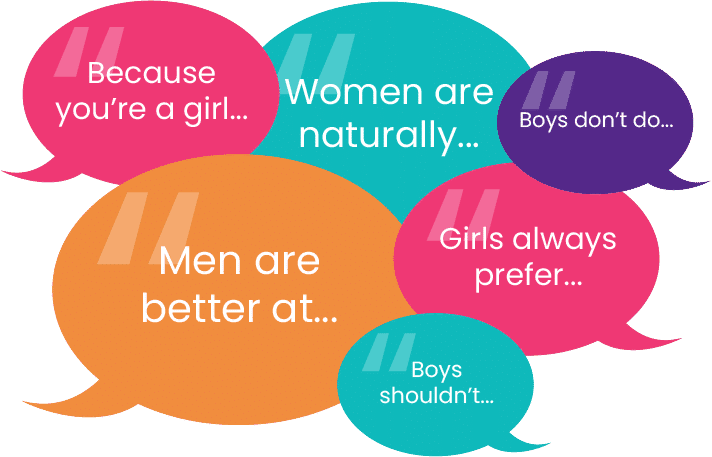 Because
you’re a girl...
Women are
naturally...
Boys don’t do...
Men are
better at...
Girls always
prefer...
Boys
shouldn’t...